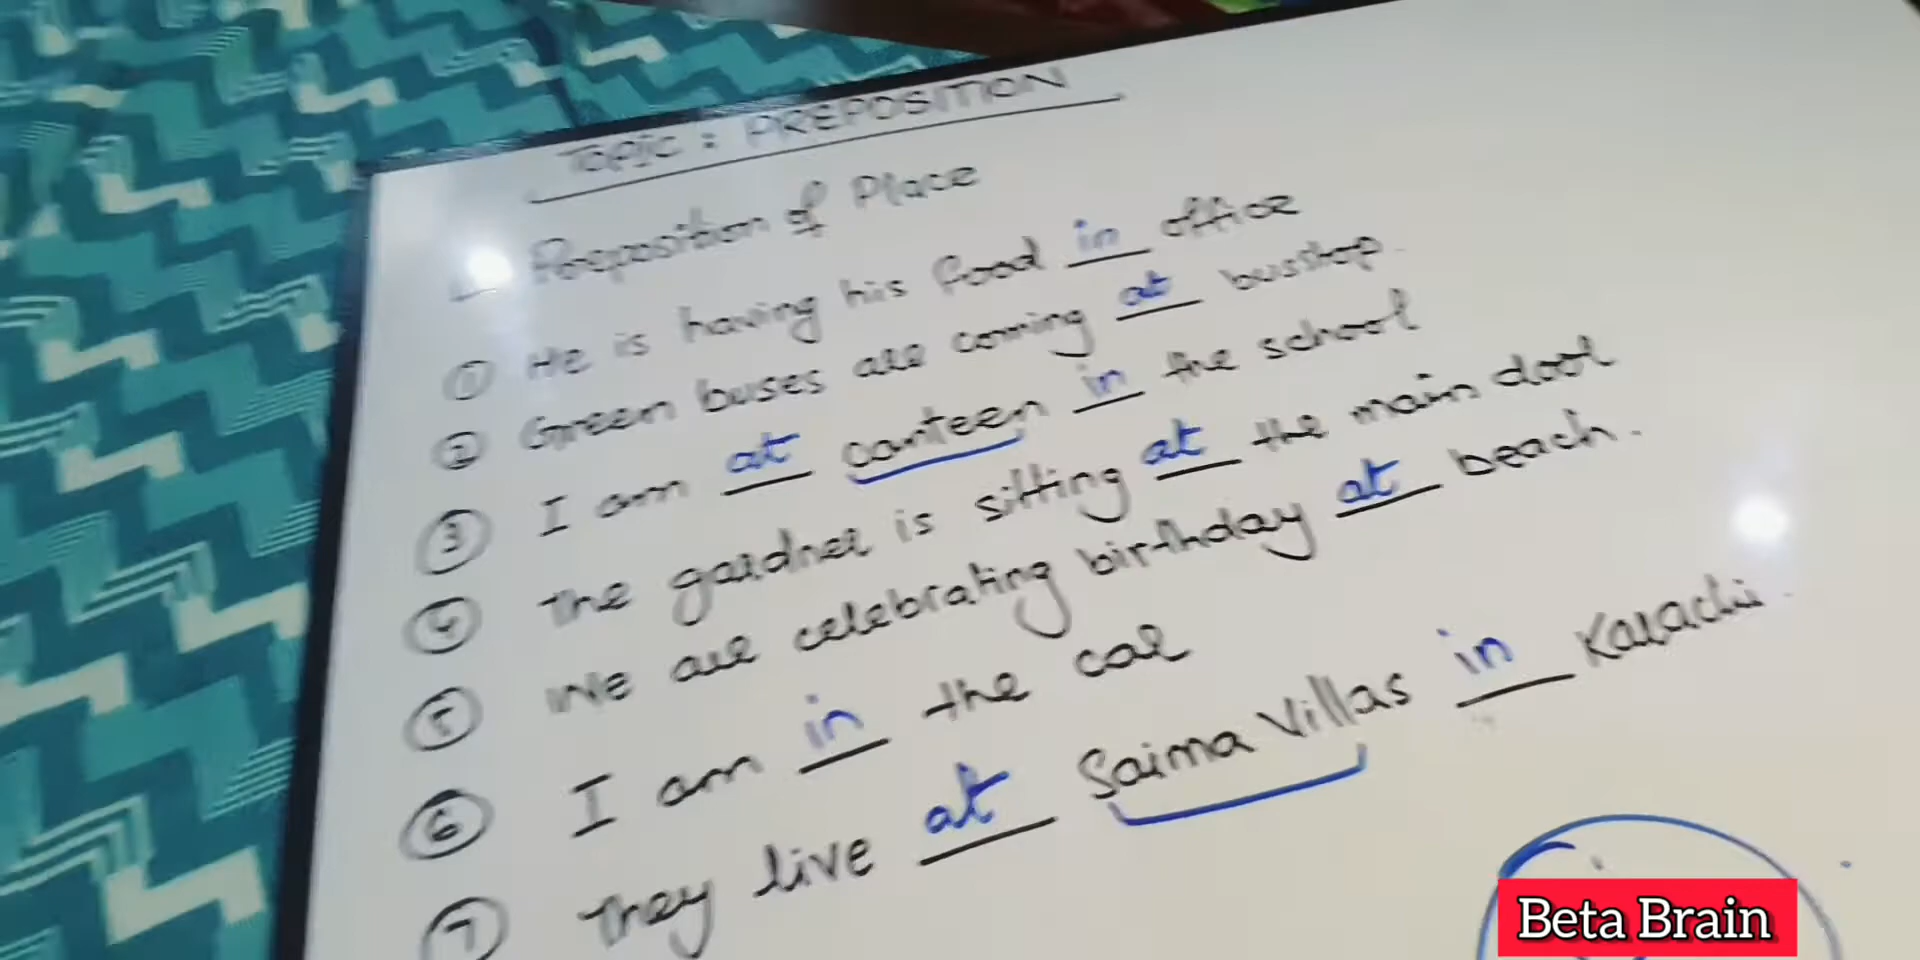 Topic : PREPOSITION
Preposition of Place
① He is having his food in office
② Green buses are coming at busstop.
③ I am at canteen in the school
④ The gardner is sitting at the main door
⑤ We are celebrating birthday at beach.
⑥ I am in the car
⑦ They live at Saima Villas in Karachi.
Beta Brain